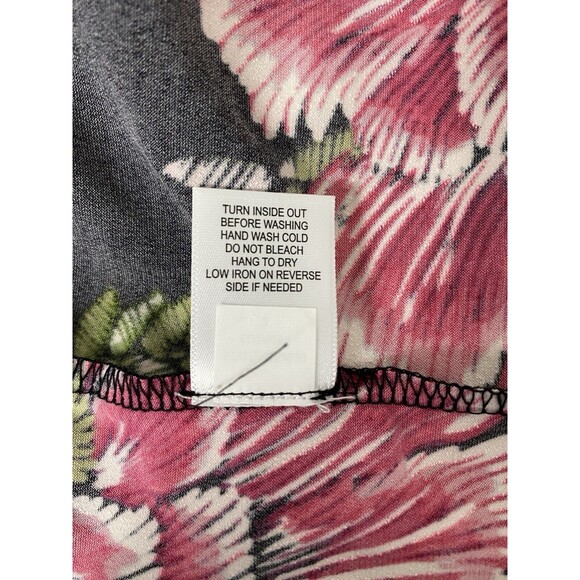 TURN INSIDE OUT
BEFORE WASHING
HAND WASH COLD
DO NOT BLEACH
HANG TO DRY
LOW IRON ON REVERSE
SIDE IF NEEDED